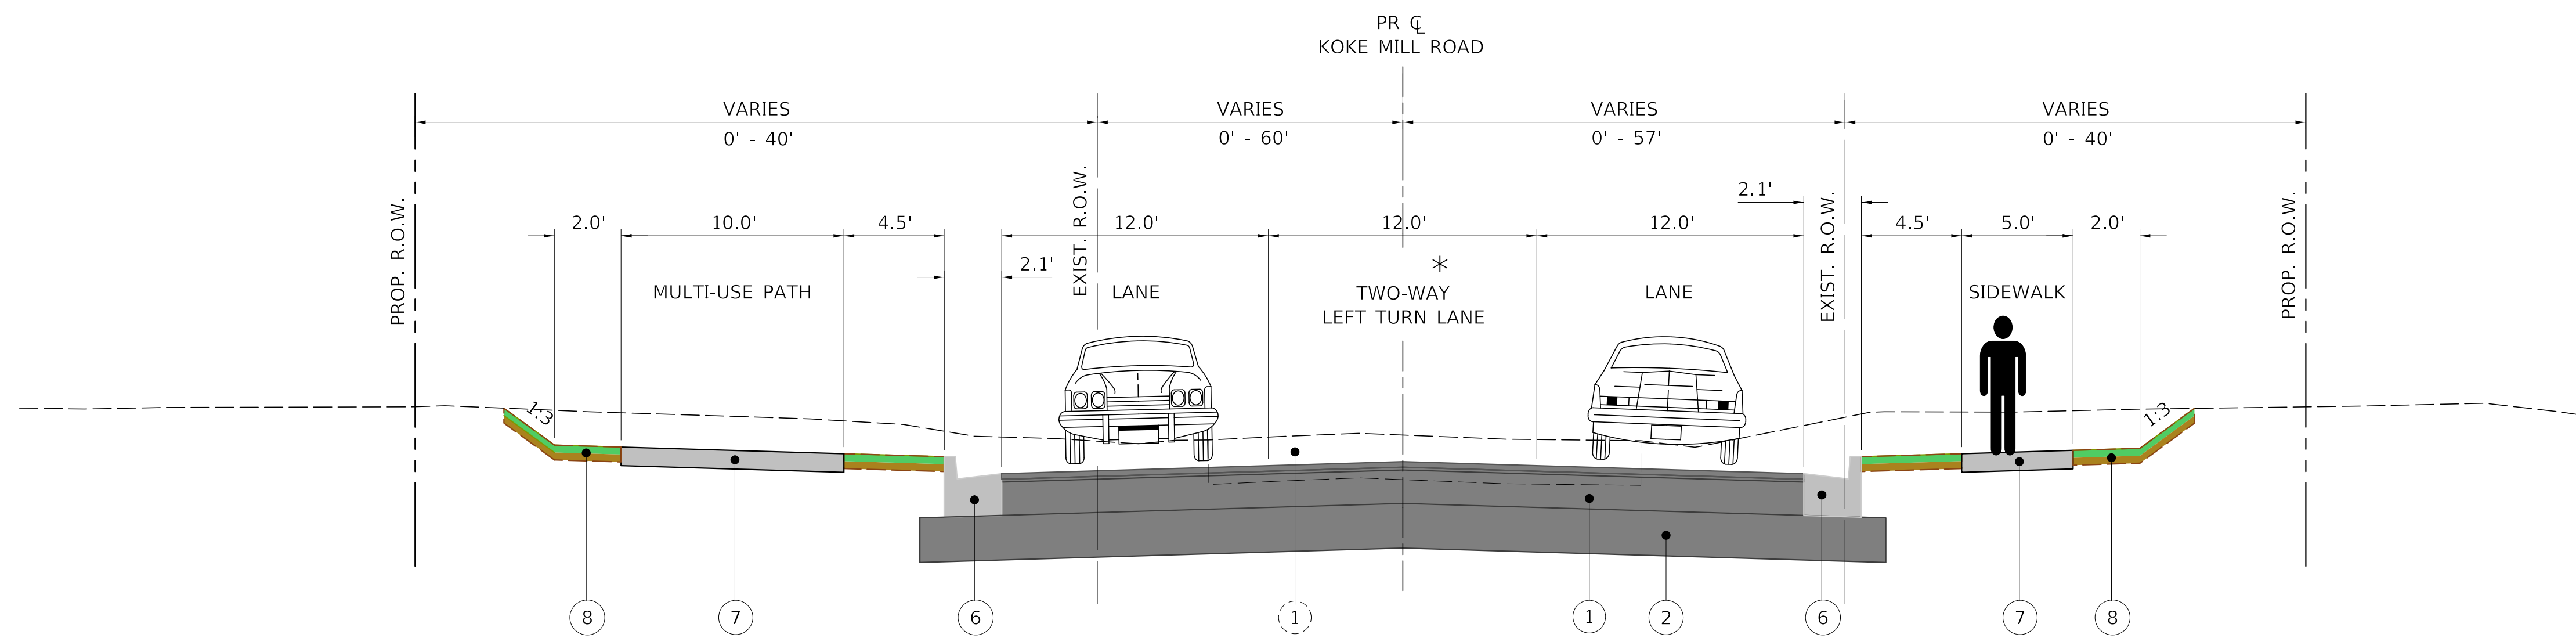 PR ℄
KOKE MILL ROAD
VARIES
0' - 40'
VARIES
0' - 60'
VARIES
0' - 57'
VARIES
0' - 40'
PROP. R.O.W.
EXIST. R.O.W.
EXIST. R.O.W.
PROP. R.O.W.
2.0'
10.0'
4.5'
2.1'
12.0'
12.0'
12.0'
2.1'
4.5'
5.0'
2.0'
MULTI-USE PATH
LANE
*
TWO-WAY
LEFT TURN LANE
LANE
SIDEWALK
1:3
1:3
8
7
6
1
1
2
6
7
8